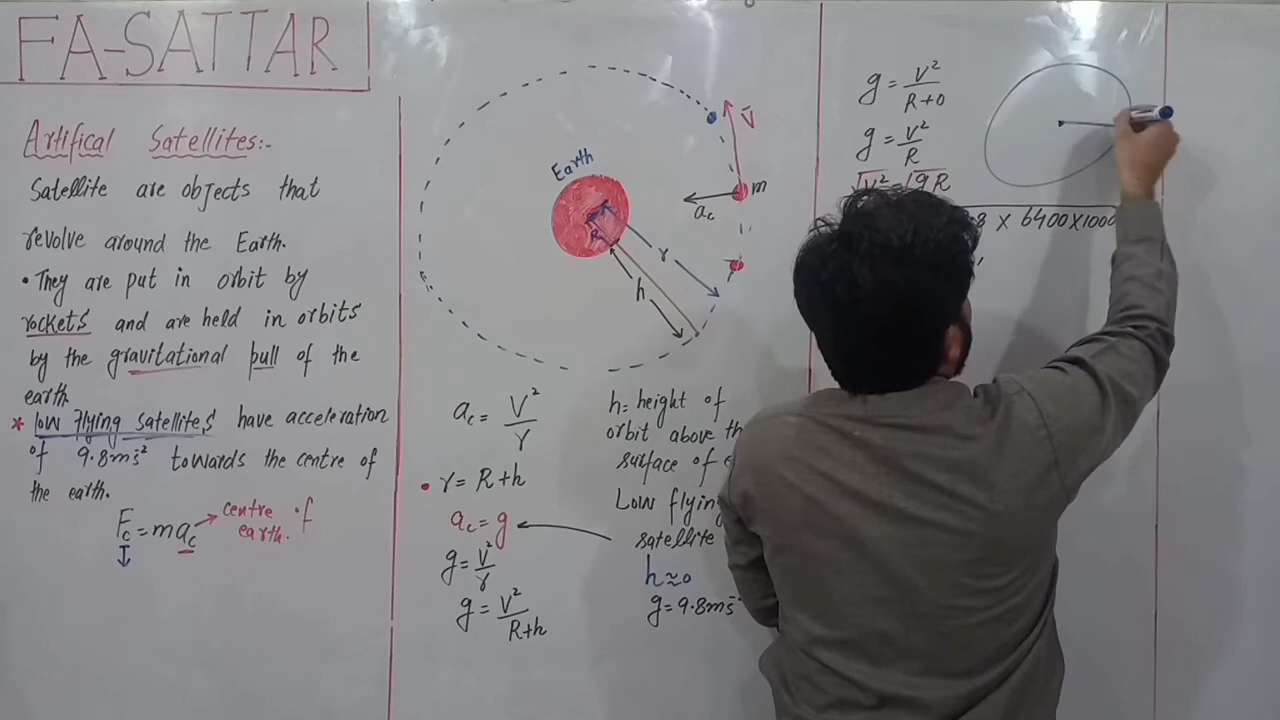 FA-SATTAR
Artifical Satellites:-
Satellite are objects that
revolve around the Earth.
• They are put in orbit by
rockets and are held in orbits
by the gravitational pull of the
earth
* low flying satellites have acceleration
of 9.8ms⁻² towards the centre of
the earth.
Fc = mac → centre of
earth.
Earth
R
r
h
V
ac
m
ac = V²/r
• r = R+h
ac = g
g = V²/r
g = V²/R+h
h = height of
orbit above th
surface of
Low flying
satellite
h≈0
g = 9.8ms⁻
g = V²/R+0
g = V²/R
√V² = √gR
8 x 6400x1000